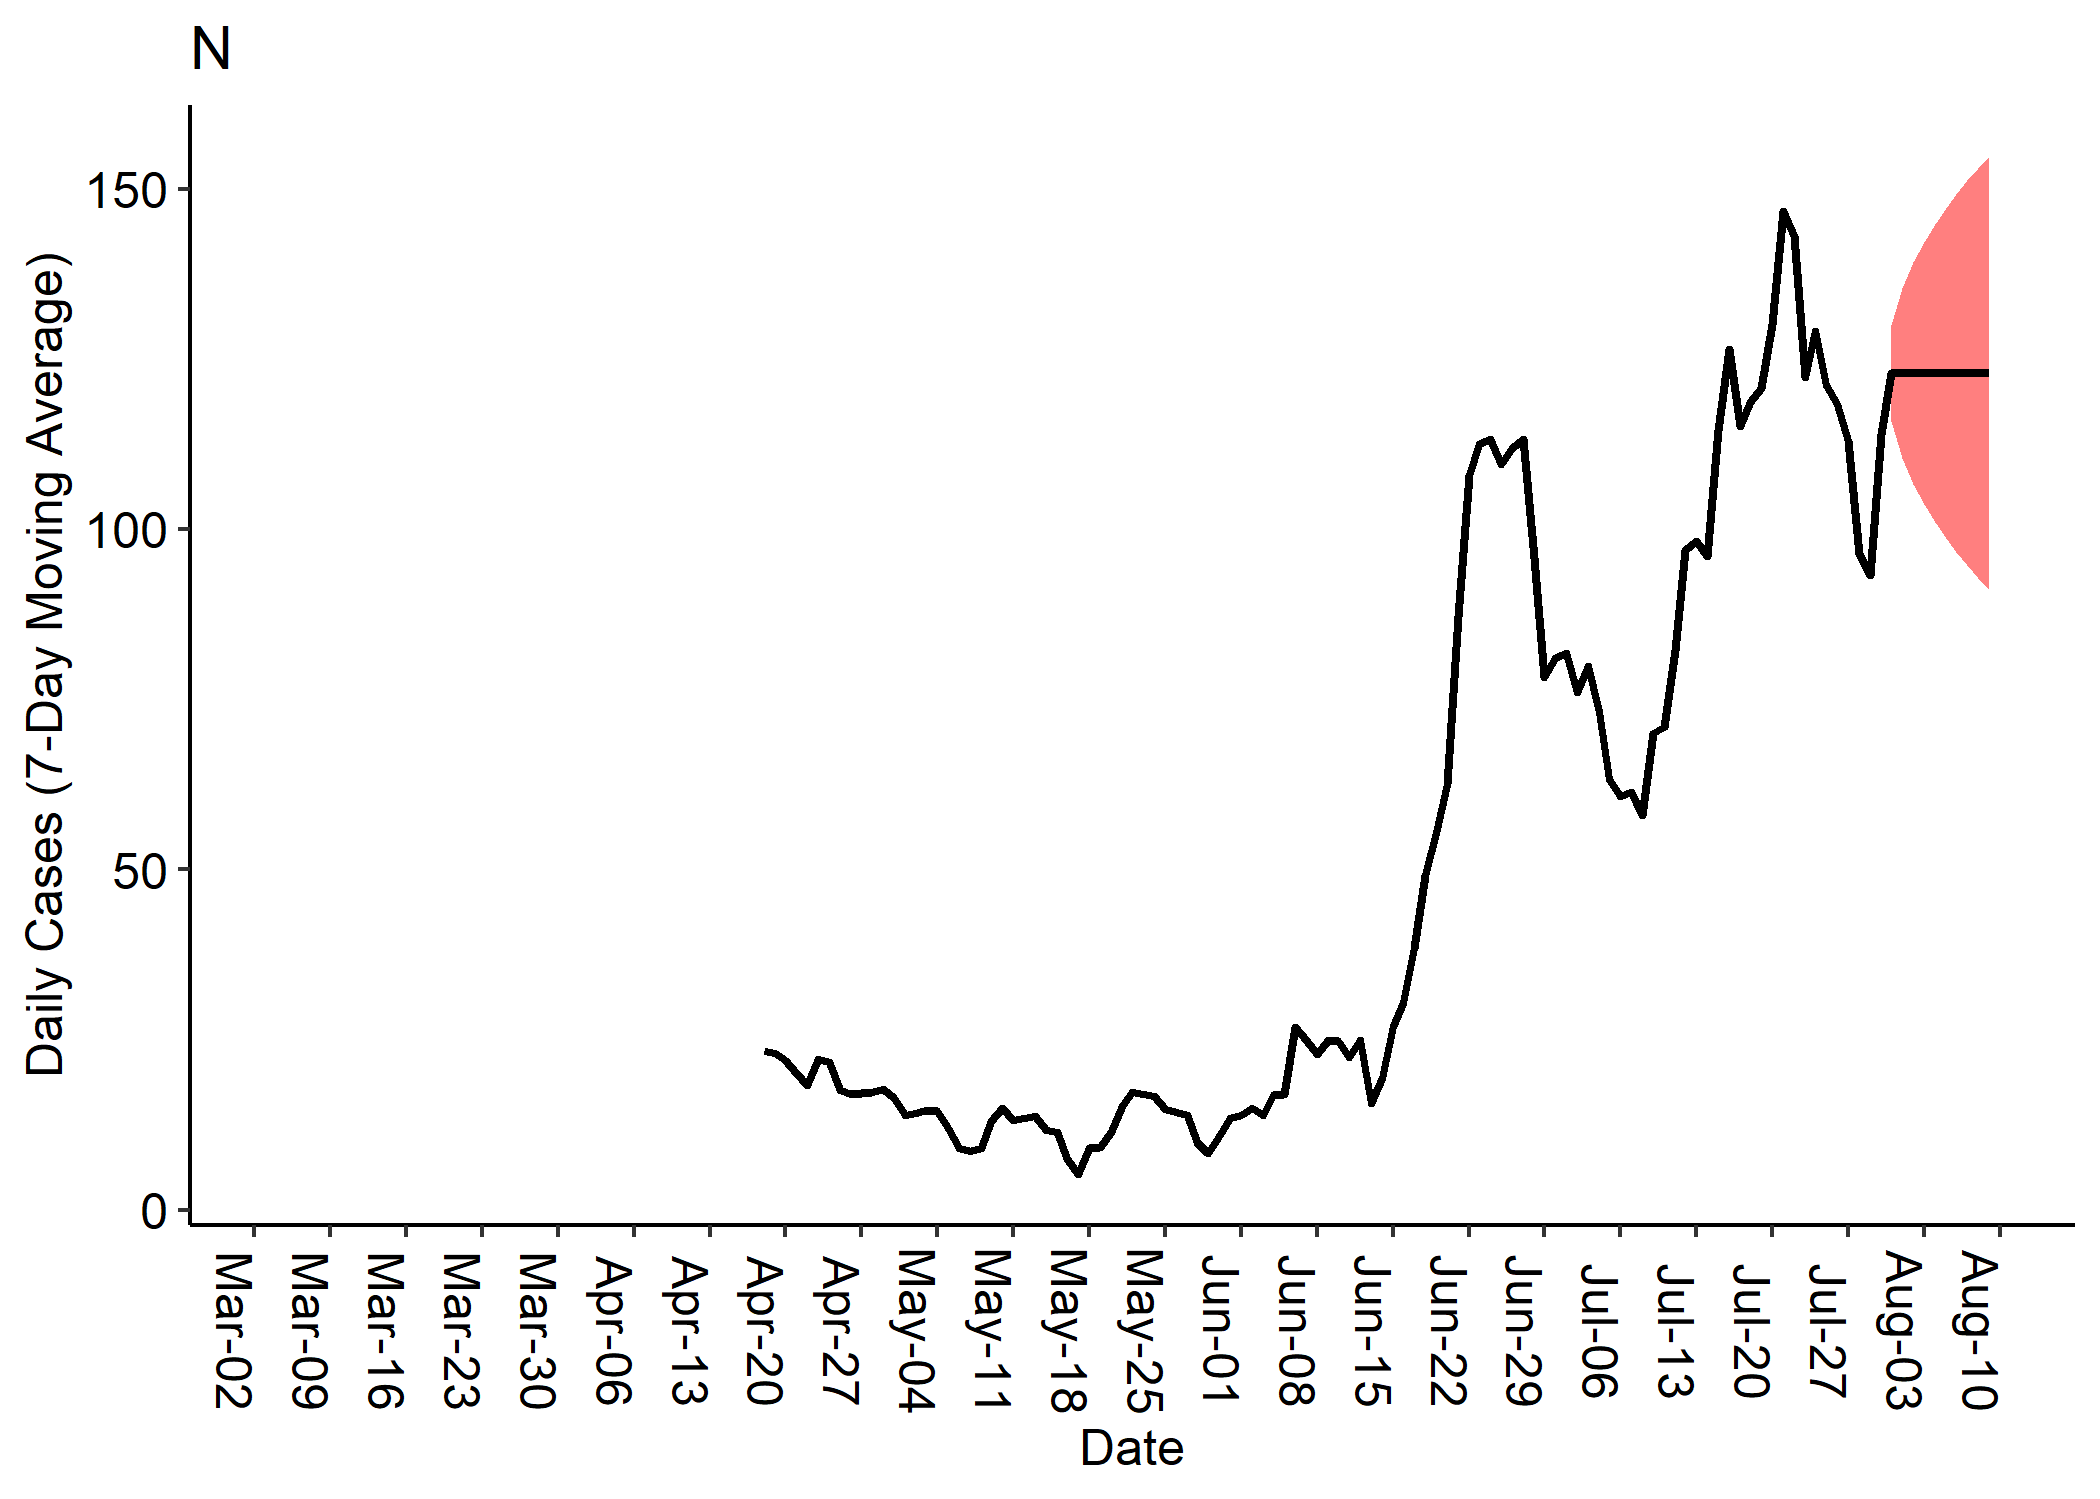 N
Daily Cases (7-Day Moving Average)
150
100
50
0
Mar-02
Mar-09
Mar-16
Mar-23
Mar-30
Apr-06
Apr-13
Apr-20
Apr-27
May-04
May-11
May-18
May-25
Jun-01
Jun-08
Jun-15
Jun-22
Jun-29
Jul-06
Jul-13
Jul-20
Jul-27
Aug-03
Aug-10
Date